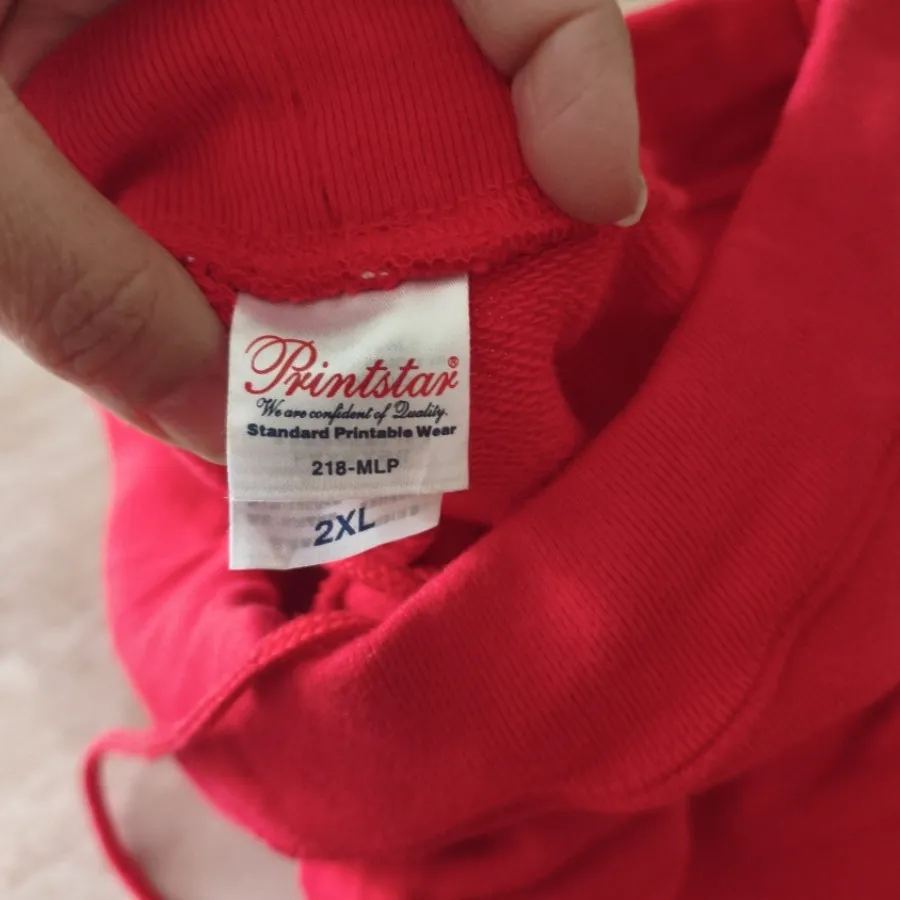 Printstar®
We are confident of Quality.
Standard Printable Wear
218-MLP
2XL